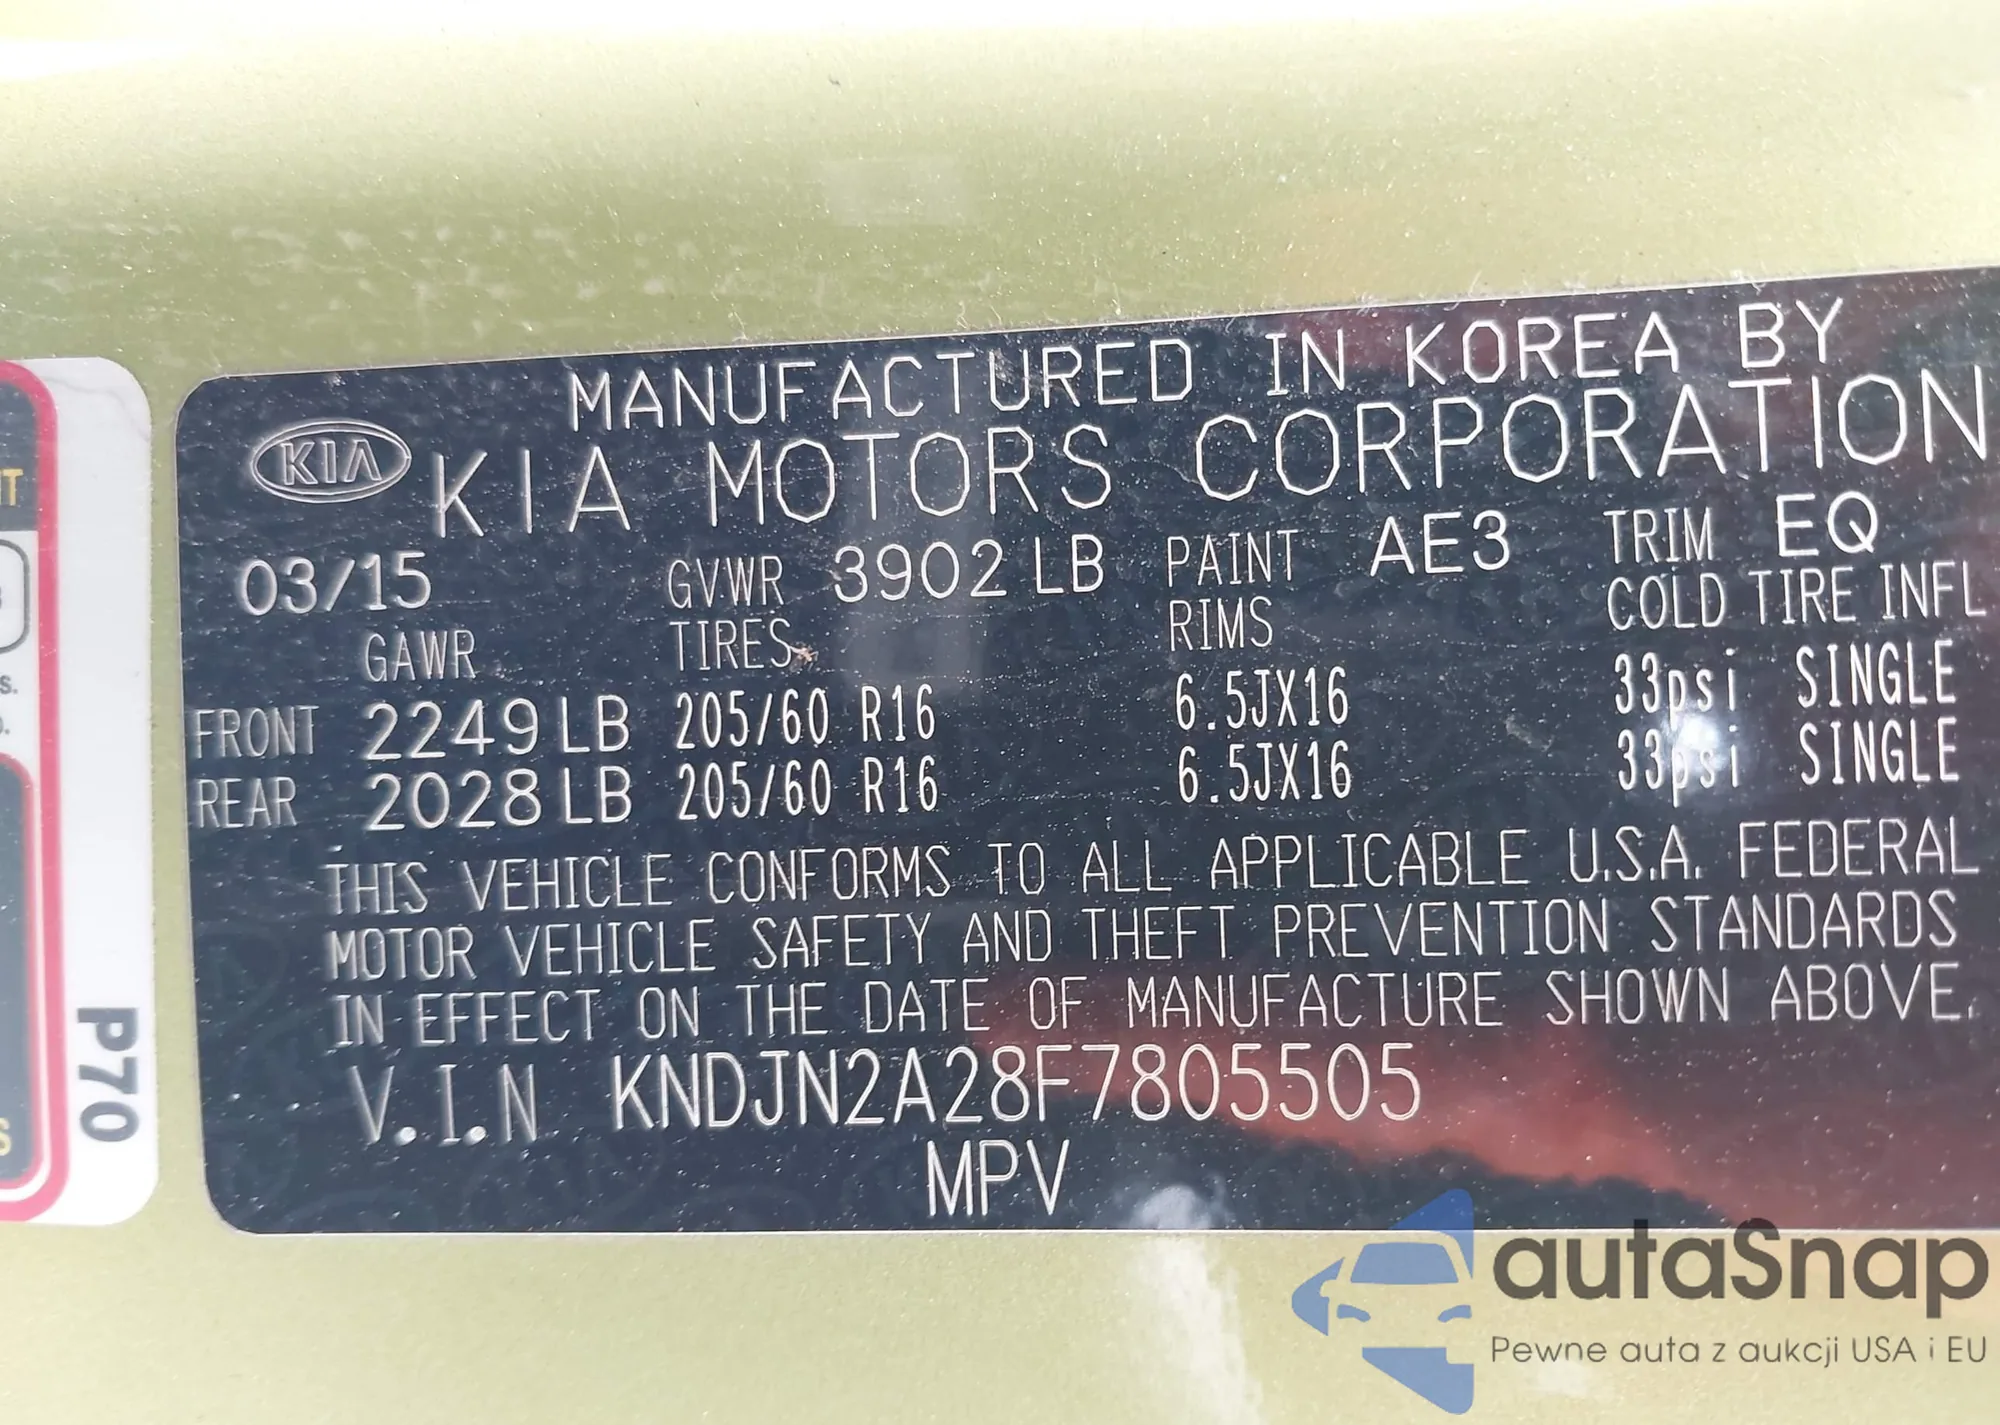 MANUFACTURED IN KOREA BY
KIA KIA MOTORS CORPORATION
03/15 GVWR 3902 LB PAINT AE3 TRIM EQ
GAWR TIRES RIMS COLD TIRE INFL
FRONT 2249 LB 205/60 R16 6.5JX16 33psi SINGLE
REAR 2028 LB 205/60 R16 6.5JX16 33psi SINGLE
THIS VEHICLE CONFORMS TO ALL APPLICABLE U.S.A. FEDERAL
MOTOR VEHICLE SAFETY AND THEFT PREVENTION STANDARDS
IN EFFECT ON THE DATE OF MANUFACTURE SHOWN ABOVE.
V.I.N KNDJN2A28F7805505
MPV
P70
autaSnap
Pewne auta z aukcji USA i EU